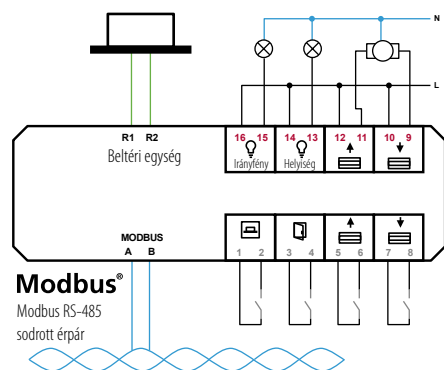 N
L
R1 R2
Beltéri egység
16 15 14 13 12 11 10 9
Irányfény Helyiség
MODBUS
A B
1 2 3 4 5 6 7 8
Modbus®
Modbus RS-485
sodrott érpár